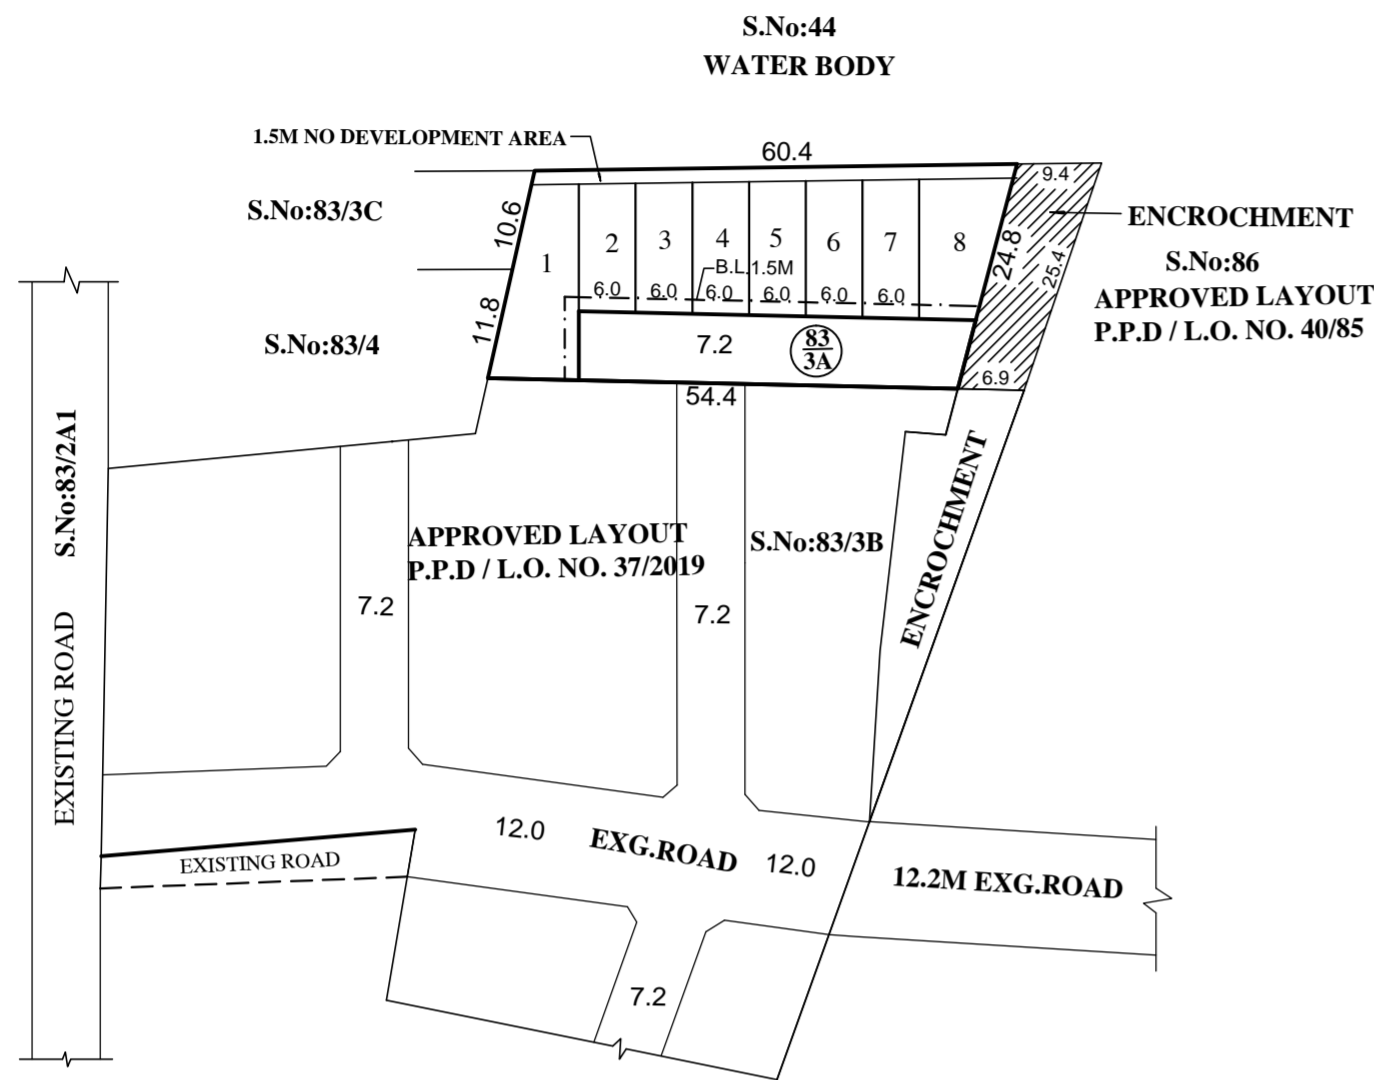 S.No:44
WATER BODY
1.5M NO DEVELOPMENT AREA
60.4
9.4
S.No:83/3C
10.6
1
2
3
4
5
6
7
8
24.8
25.4
ENCROCHMENT
S.No:86
APPROVED LAYOUT
P.P.D / L.O. NO. 40/85
B.L.1.5M
6.0
6.0
6.0
6.0
6.0
6.0
11.8
S.No:83/4
7.2
83
3A
6.9
54.4
S.No:83/2A1
EXISTING ROAD
APPROVED LAYOUT
P.P.D / L.O. NO. 37/2019
S.No:83/3B
ENCROCHMENT
7.2
7.2
12.0
EXG.ROAD
12.0
12.2M EXG.ROAD
EXISTING ROAD
7.2